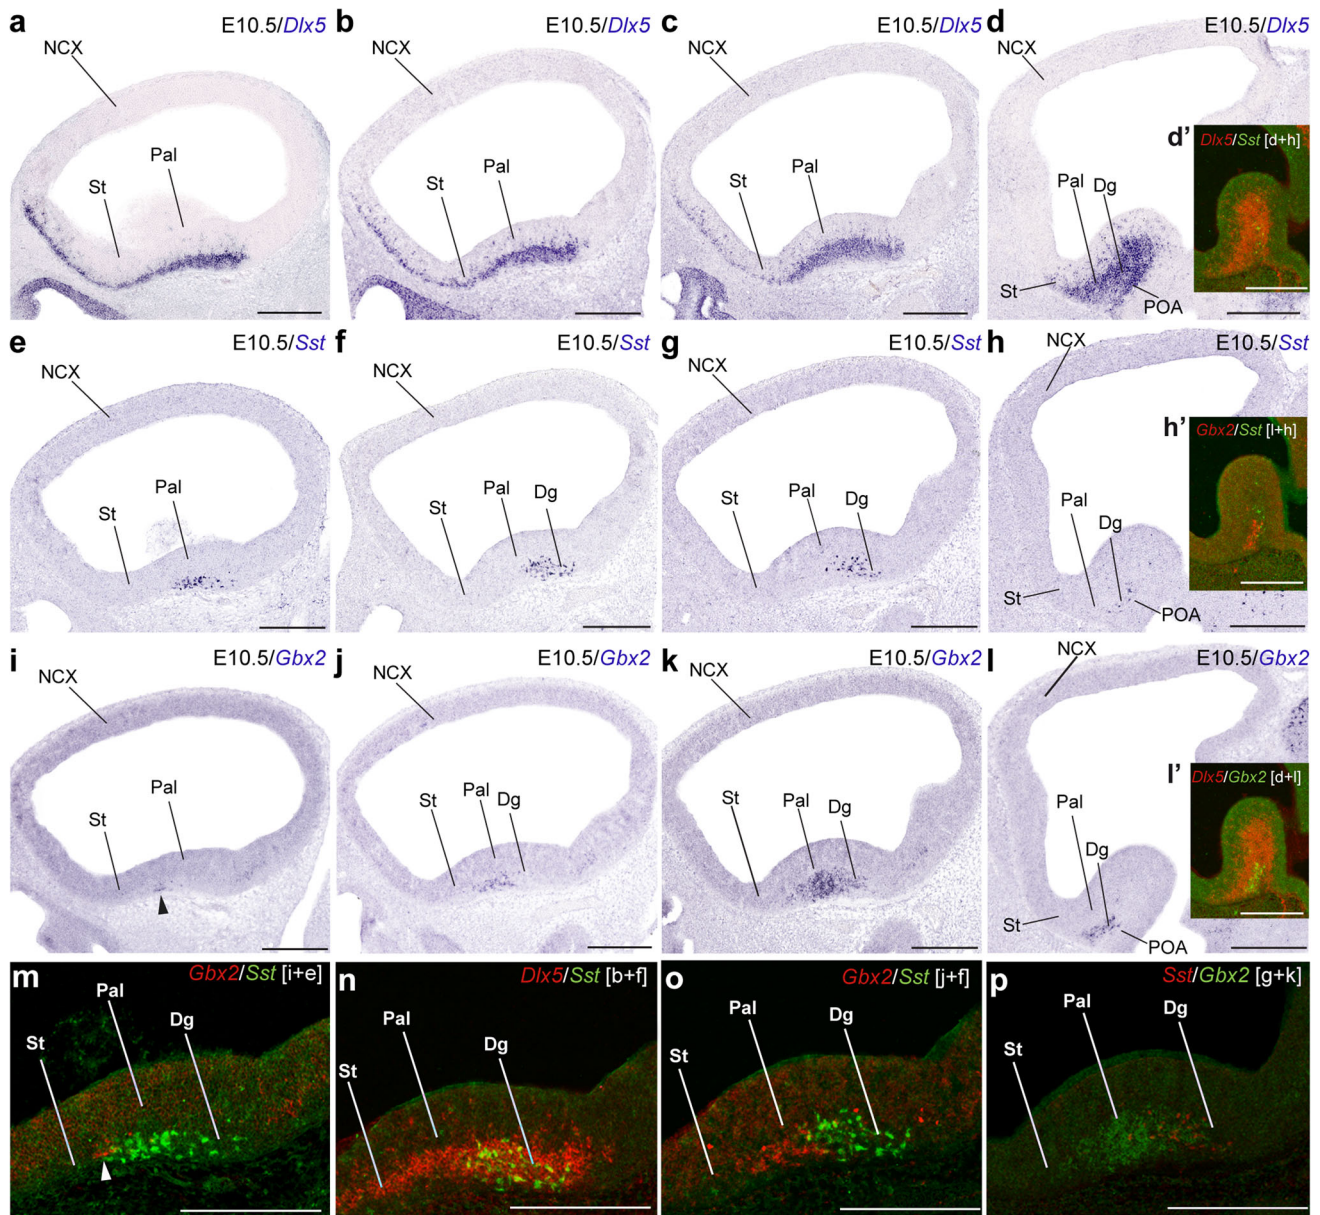 a
E10.5/Dlx5
NCX
Pal
St
b
E10.5/Dlx5
NCX
Pal
St
c
E10.5/Dlx5
NCX
Pal
St
d
E10.5/Dlx5
NCX
Pal
Dg
St
POA
d’
Dlx5/Sst [d+h]
e
E10.5/Sst
NCX
Pal
St
f
E10.5/Sst
NCX
Pal
Dg
St
g
E10.5/Sst
NCX
Pal
Dg
St
h
E10.5/Sst
NCX
Pal
Dg
St
POA
h’
Gbx2/Sst [l+h]
i
E10.5/Gbx2
NCX
Pal
St
j
E10.5/Gbx2
NCX
Pal
Dg
St
k
E10.5/Gbx2
NCX
Pal
Dg
St
l
E10.5/Gbx2
NCX
Pal
Dg
St
POA
l’
Dlx5/Gbx2 [d+l]
m
Gbx2/Sst [i+e]
Pal
Dg
St
n
Dlx5/Sst [b+f]
Pal
Dg
St
o
Gbx2/Sst [j+f]
Pal
Dg
St
p
Sst/Gbx2 [g+k]
Pal
Dg
St